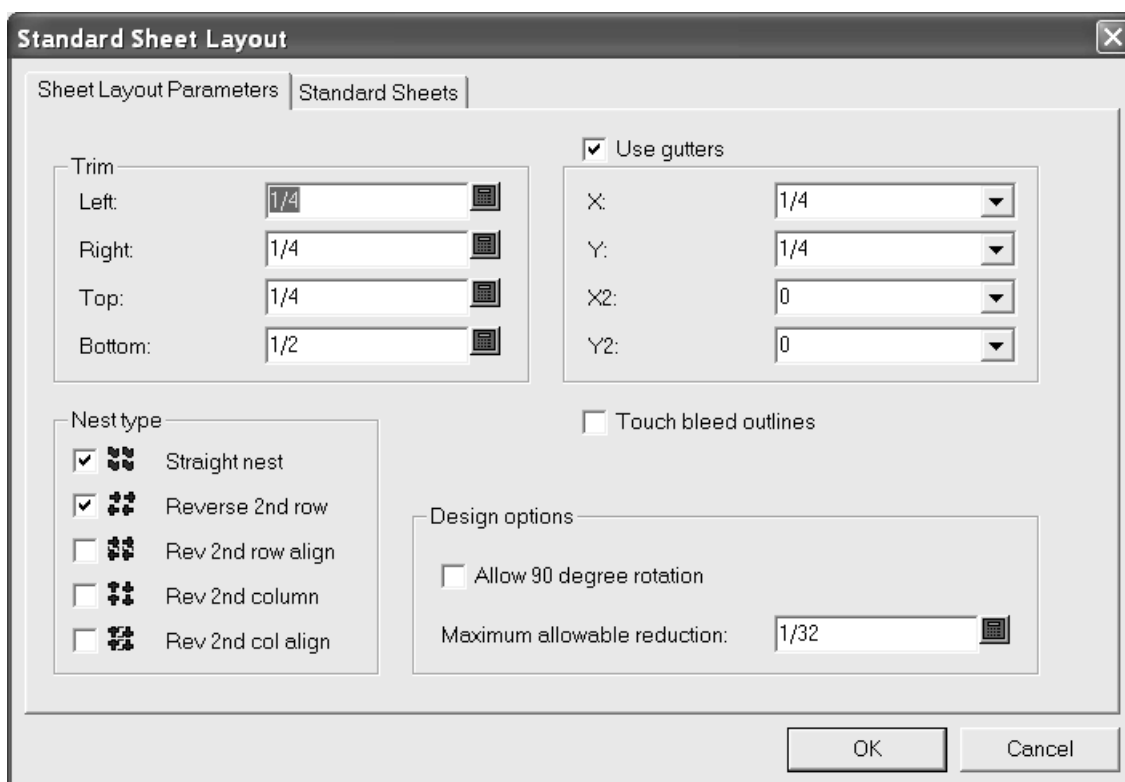 Standard Sheet Layout
Sheet Layout Parameters
Standard Sheets
Trim
Left: 1/4
Right: 1/4
Top: 1/4
Bottom: 1/2
Use gutters
X: 1/4
Y: 1/4
X2: 0
Y2: 0
Nest type
Straight nest
Reverse 2nd row
Rev 2nd row align
Rev 2nd column
Rev 2nd col align
Touch bleed outlines
Design options
Allow 90 degree rotation
Maximum allowable reduction: 1/32
OK
Cancel